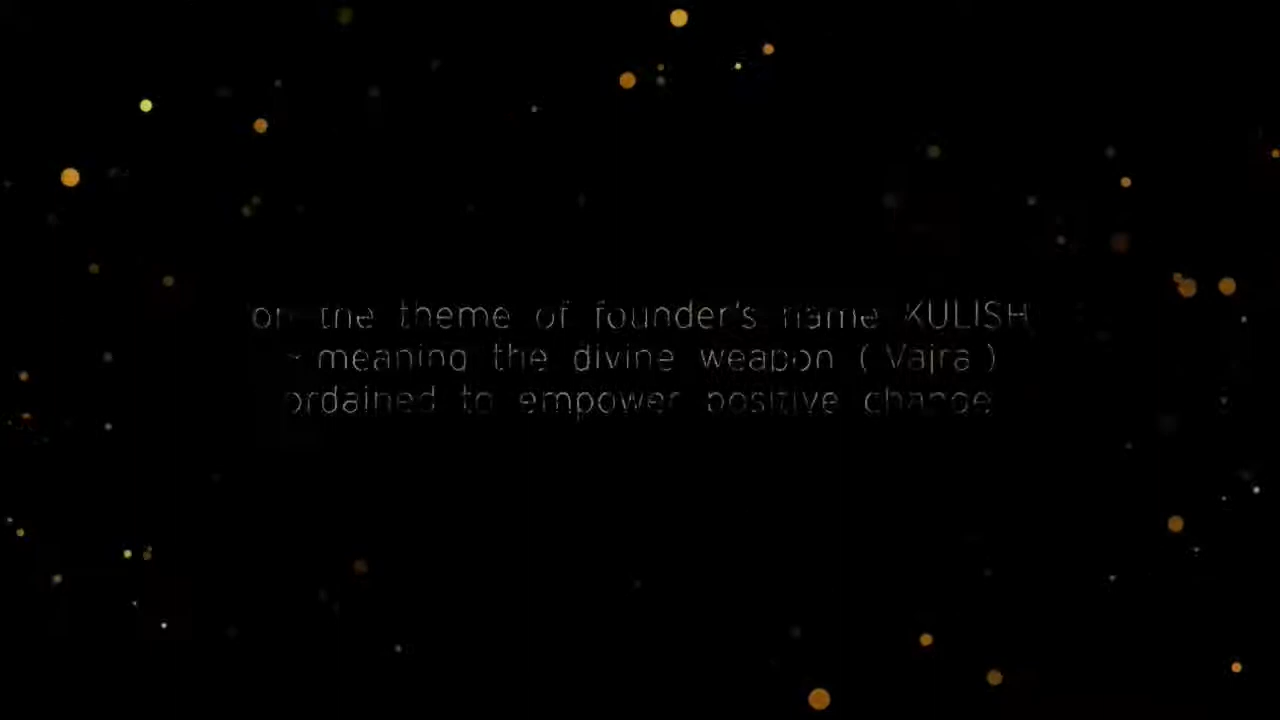 on the theme of founder's name KULISH
- meaning the divine weapon ( Vajra )
ordained to empower positive change